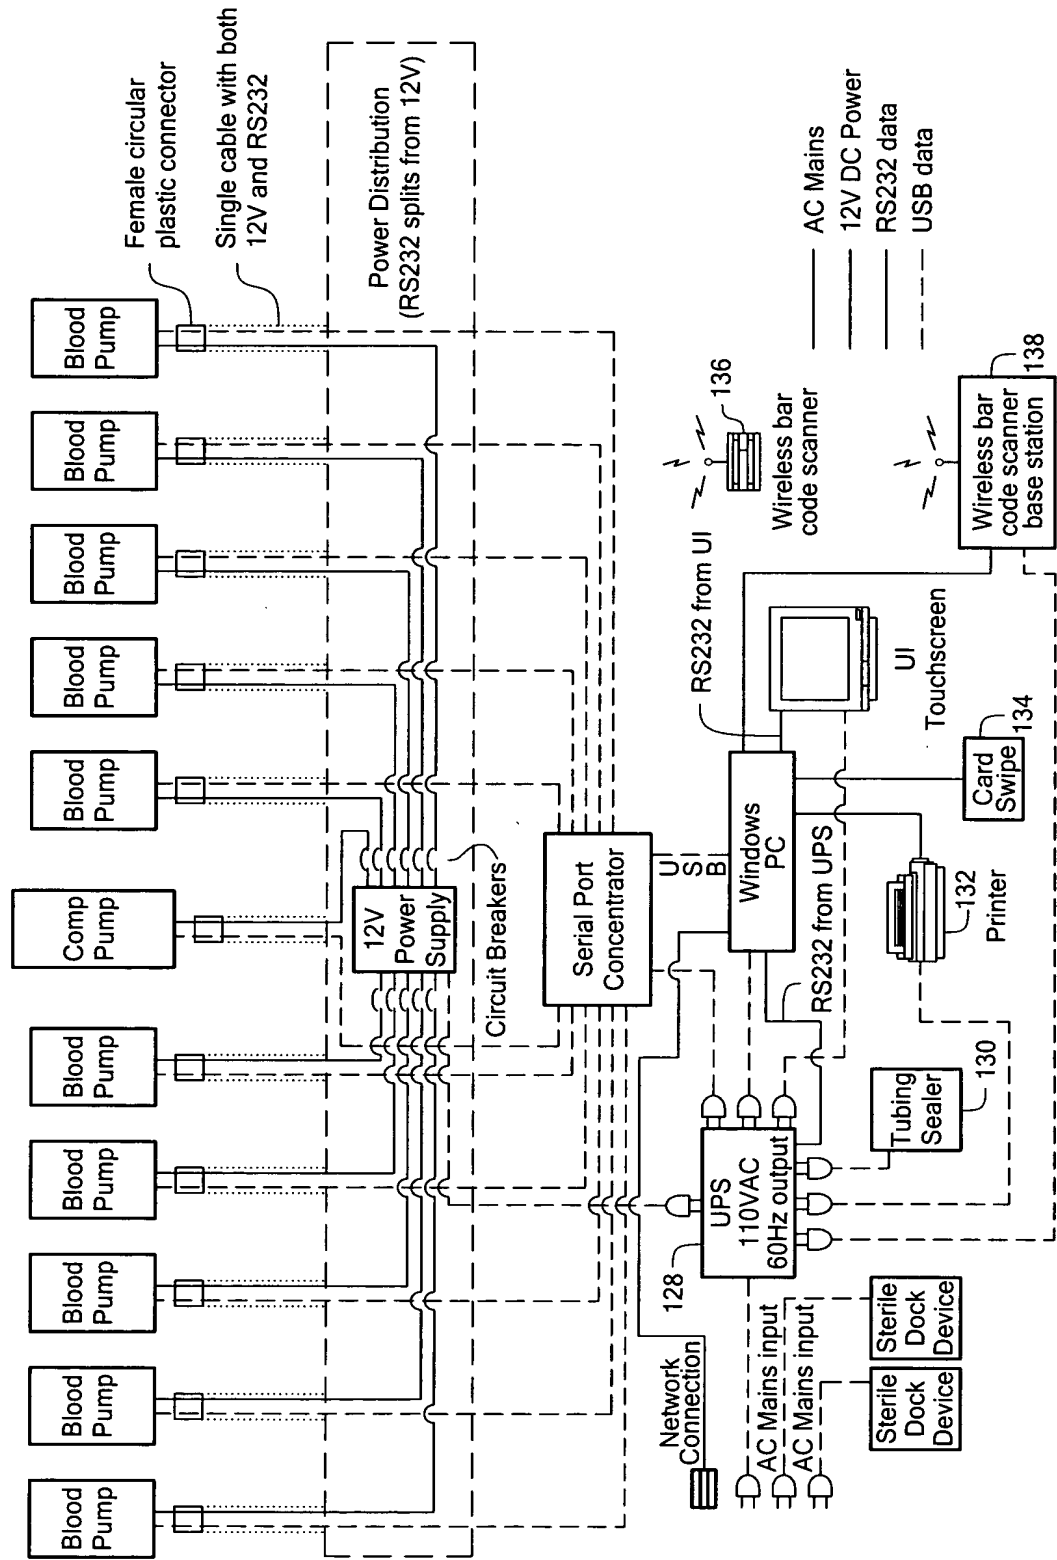 Blood
Pump
Blood
Pump
Blood
Pump
Blood
Pump
Blood
Pump
Comp
Pump
Blood
Pump
Blood
Pump
Blood
Pump
Blood
Pump
Blood
Pump
Female circular
plastic connector
Single cable with both
12V and RS232
Power Distribution
(RS232 splits from 12V)
12V
Power
Supply
Circuit Breakers
Serial Port
Concentrator
U
S
B
Network
Connection
AC Mains input
AC Mains input
128
UPS
110VAC
60Hz output
Windows
PC
RS232 from UI
RS232 from UPS
UI
Touchscreen
136
Wireless bar
code scanner
AC Mains
12V DC Power
RS232 data
USB data
Sterile
Dock
Device
Sterile
Dock
Device
Tubing
Sealer
130
132
Printer
Card
Swipe
134
Wireless bar
code scanner
base station
138